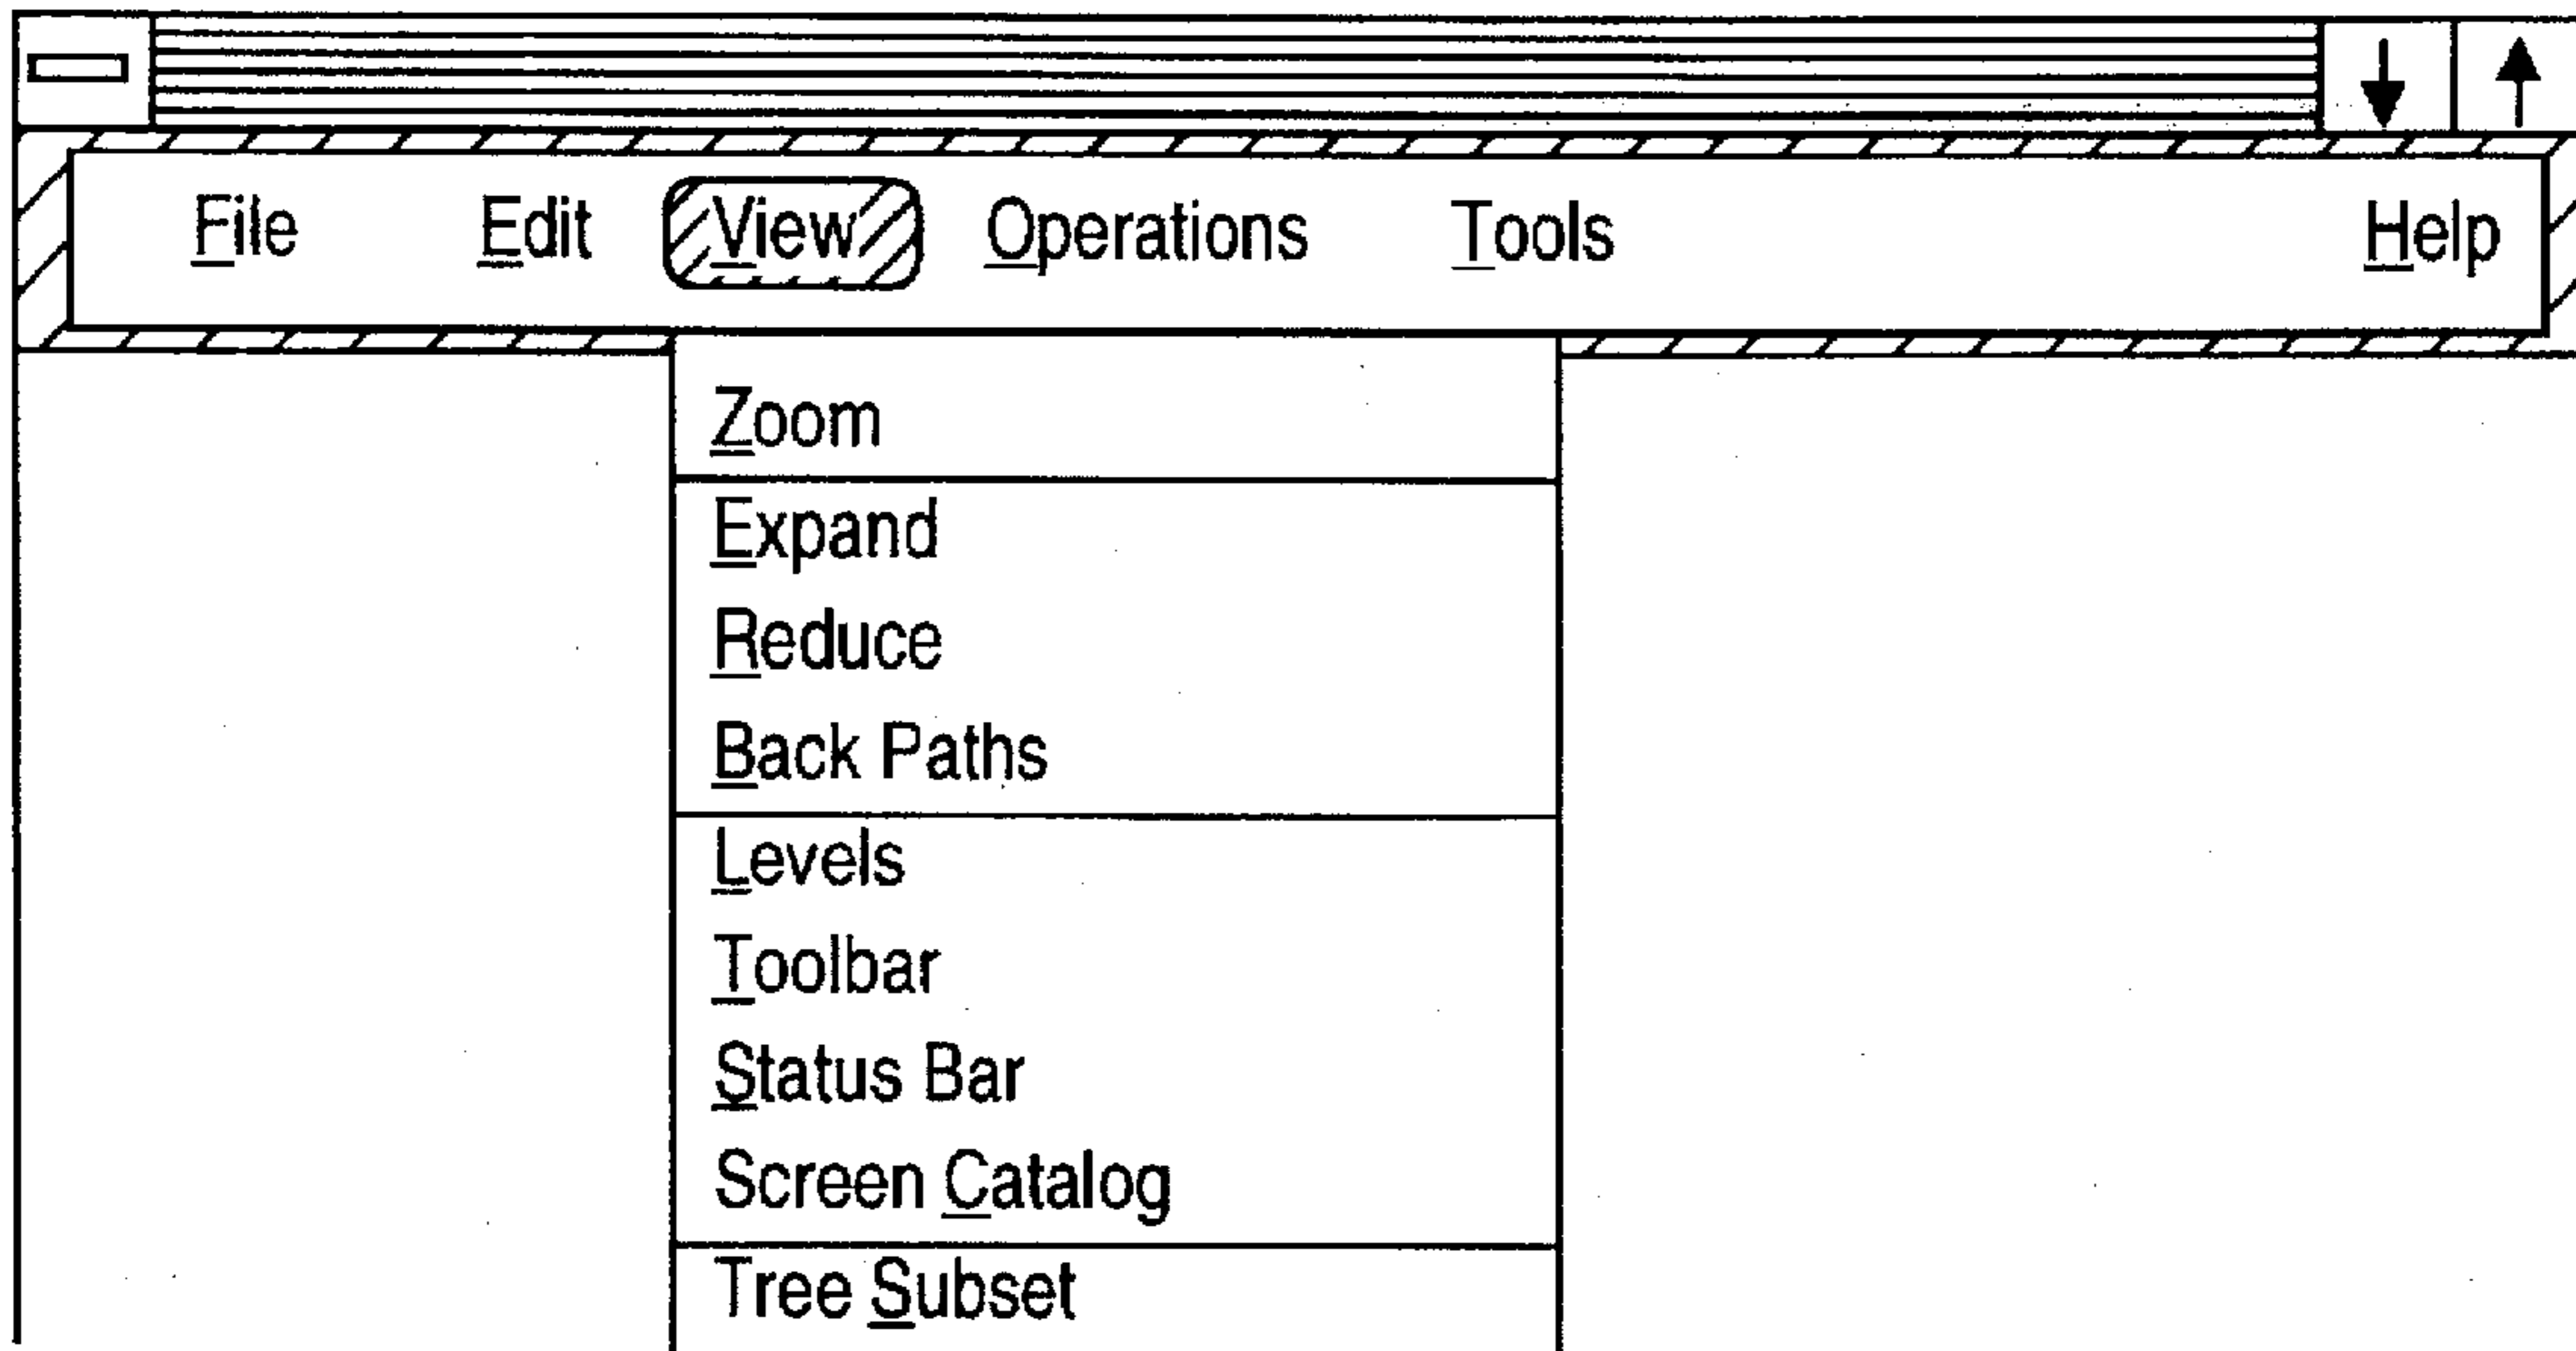 File Edit View Operations Tools Help
Zoom
Expand
Reduce
Back Paths
Levels
Toolbar
Status Bar
Screen Catalog
Tree Subset